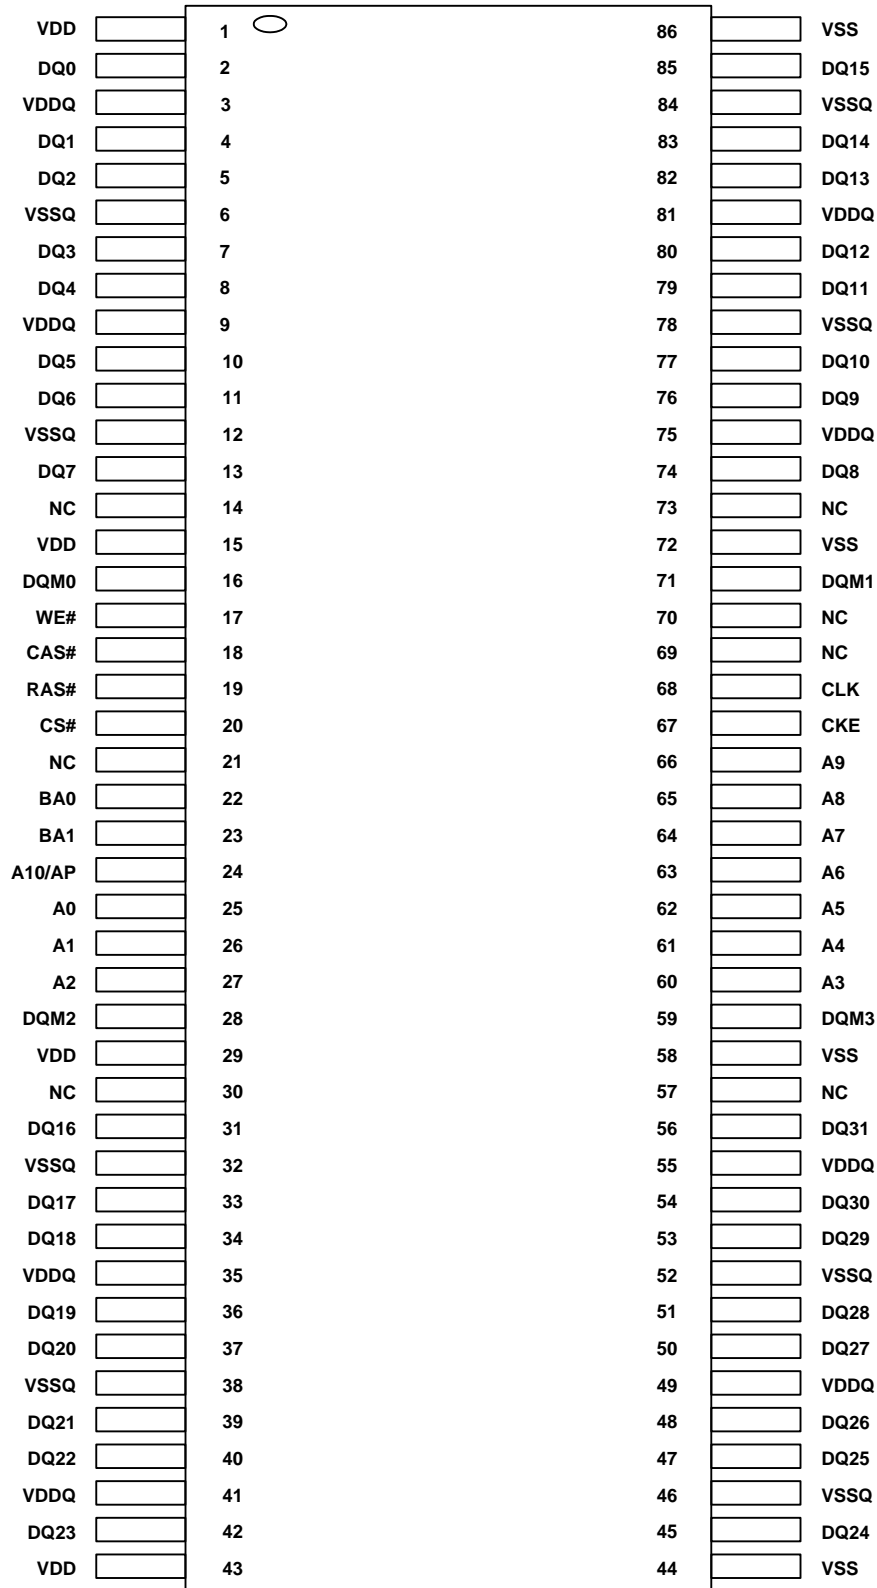 VDD 1 86 VSS
DQ0 2 85 DQ15
VDDQ 3 84 VSSQ
DQ1 4 83 DQ14
DQ2 5 82 DQ13
VSSQ 6 81 VDDQ
DQ3 7 80 DQ12
DQ4 8 79 DQ11
VDDQ 9 78 VSSQ
DQ5 10 77 DQ10
DQ6 11 76 DQ9
VSSQ 12 75 VDDQ
DQ7 13 74 DQ8
NC 14 73 NC
VDD 15 72 VSS
DQM0 16 71 DQM1
WE# 17 70 NC
CAS# 18 69 NC
RAS# 19 68 CLK
CS# 20 67 CKE
NC 21 66 A9
BA0 22 65 A8
BA1 23 64 A7
A10/AP 24 63 A6
A0 25 62 A5
A1 26 61 A4
A2 27 60 A3
DQM2 28 59 DQM3
VDD 29 58 VSS
NC 30 57 NC
DQ16 31 56 DQ31
VSSQ 32 55 VDDQ
DQ17 33 54 DQ30
DQ18 34 53 DQ29
VDDQ 35 52 VSSQ
DQ19 36 51 DQ28
DQ20 37 50 DQ27
VSSQ 38 49 VDDQ
DQ21 39 48 DQ26
DQ22 40 47 DQ25
VDDQ 41 46 VSSQ
DQ23 42 45 DQ24
VDD 43 44 VSS